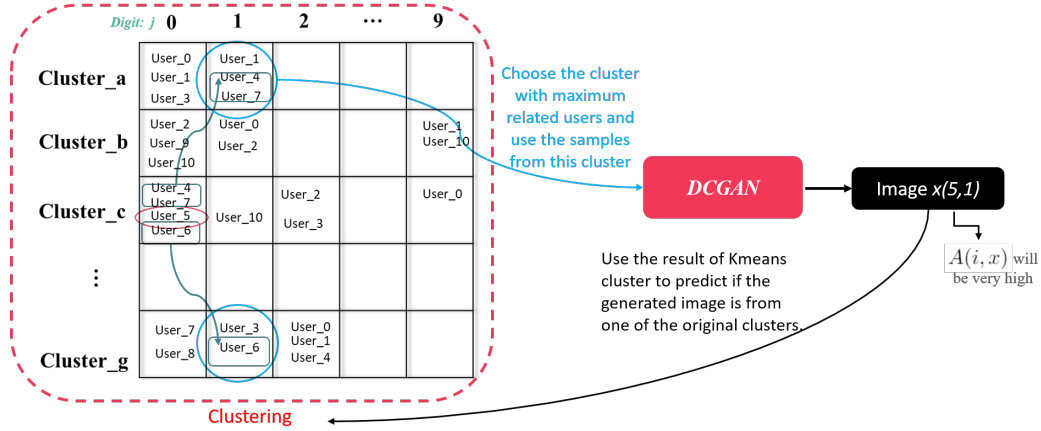 Digit: j 0 1 2 ... 9
Cluster_a
User_0
User_1
User_3
User_1
User_4
User_7
Cluster_b
User_2
User_9
User_10
User_0
User_2
User_1
User_10
Cluster_c
User_4
User_7
User_5
User_6
User_10
User_2
User_3
User_0
⋮
Cluster_g
User_7
User_8
User_3
User_6
User_0
User_1
User_4
Clustering
Choose the cluster
with maximum
related users and
use the samples
from this cluster
DCGAN
Image x(5,1)
A(i, x) will
be very high
Use the result of Kmeans
cluster to predict if the
generated image is from
one of the original clusters.